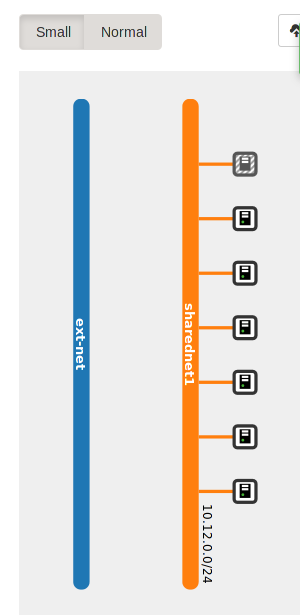 Small
Normal
ext-net
sharednet1
10.12.0.0/24